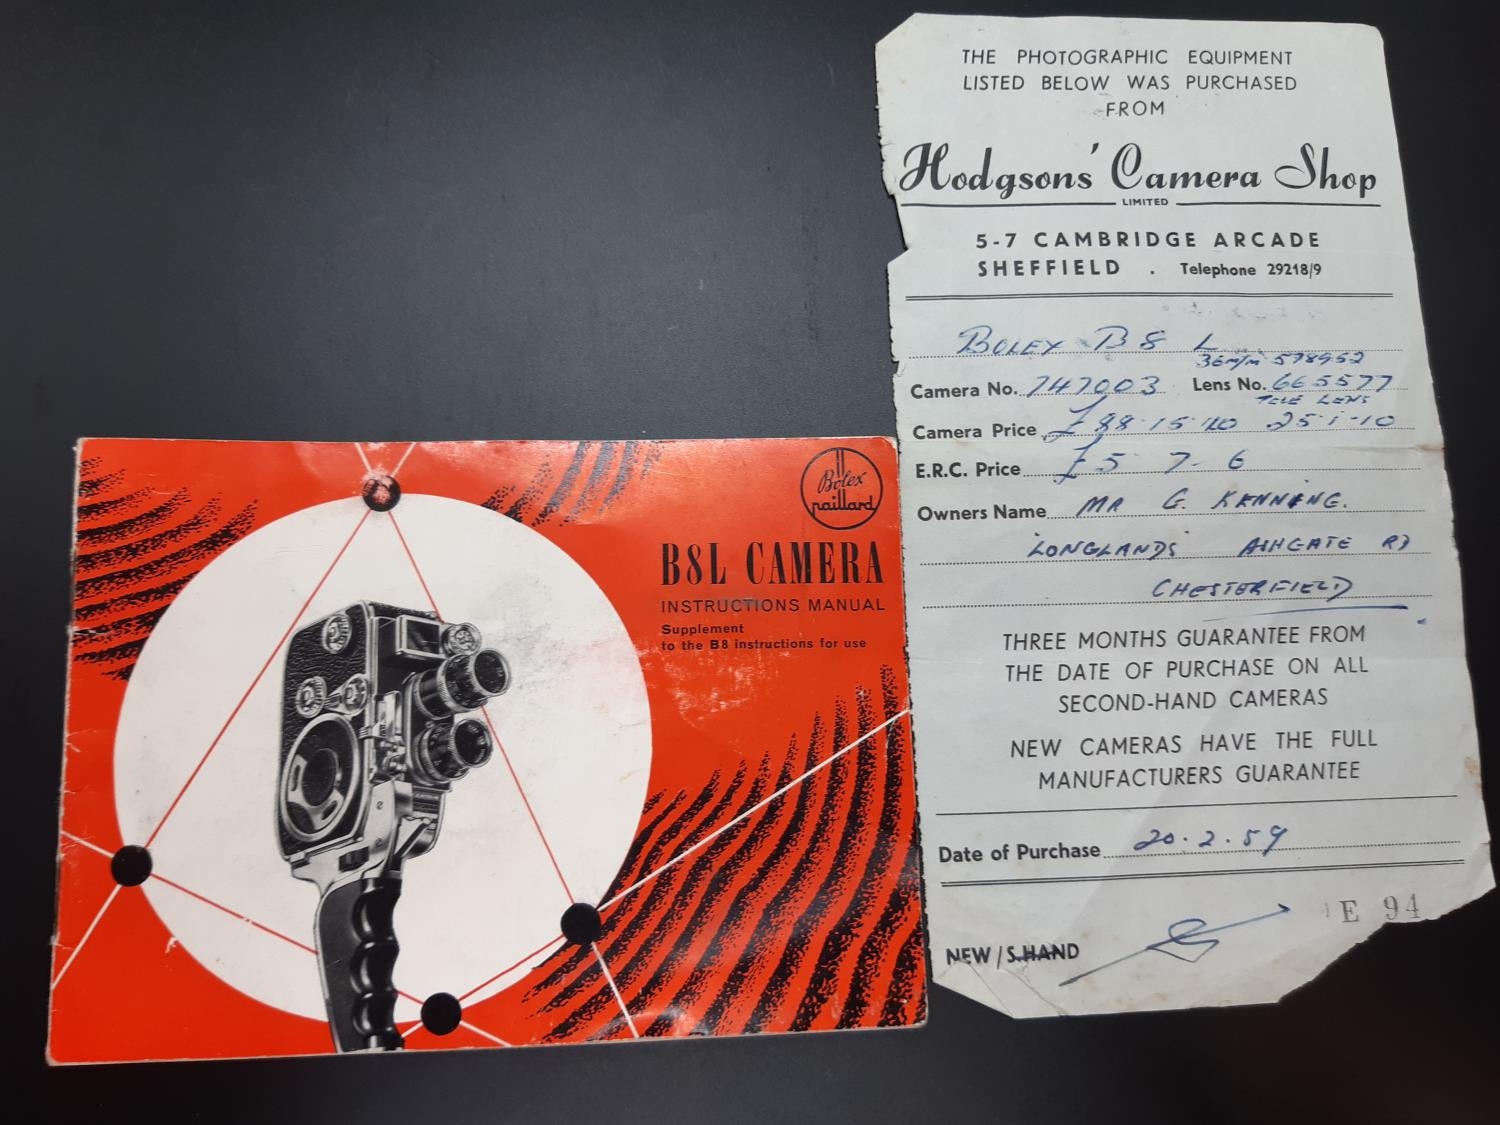 Bolex
Paillard
B8L CAMERA
INSTRUCTIONS MANUAL
Supplement
to the B8 instructions for use
THE PHOTOGRAPHIC EQUIPMENT
LISTED BELOW WAS PURCHASED
FROM
Hodgsons' Camera Shop
LIMITED
5-7 CAMBRIDGE ARCADE
SHEFFIELD . Telephone 29218/9
BOLEX B 8 L
36m/m 578952
Camera No. 747003 Lens No. 665577
TELE LENS
Camera Price £88.15.10 25.1.10
E.R.C. Price £5 7 6
Owners Name MR G. KENNING.
'LONGLANDS' ASHGATE RD
CHESTERFIELD
THREE MONTHS GUARANTEE FROM
THE DATE OF PURCHASE ON ALL
SECOND-HAND CAMERAS
NEW CAMERAS HAVE THE FULL
MANUFACTURERS GUARANTEE
Date of Purchase 20.2.59
E 94
NEW / S.HAND